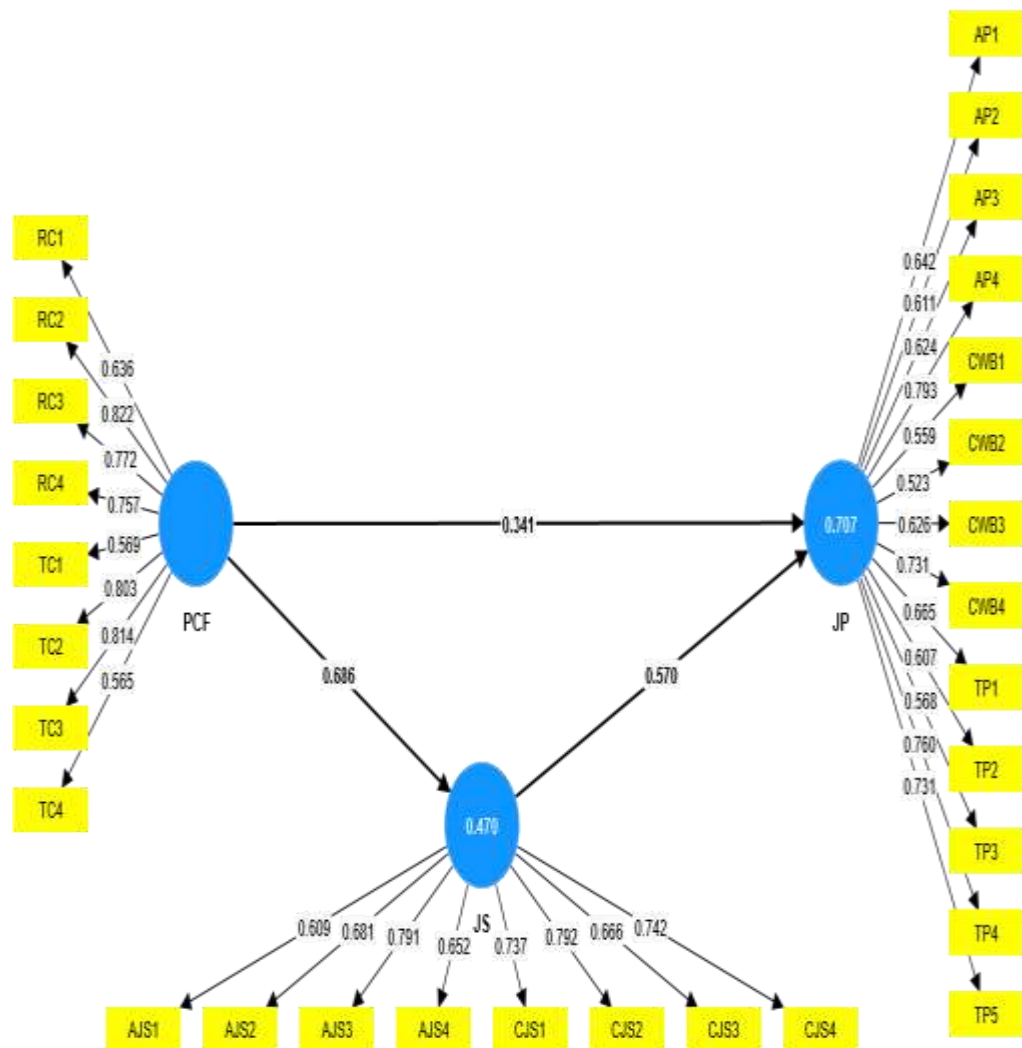 AP1
AP2
AP3
AP4
CWB1
CWB2
CWB3
CWB4
TP1
TP2
TP3
TP4
TP5
0.642
0.611
0.624
0.793
0.559
0.523
0.626
0.731
0.665
0.607
0.568
0.760
0.731
RC1
RC2
RC3
RC4
TC1
TC2
TC3
TC4
0.636
0.822
0.772
0.757
0.569
0.803
0.814
0.565
PCF
0.341
0.707
JP
0.686
0.570
0.470
JS
0.609
0.681
0.791
0.652
0.737
0.792
0.666
0.742
AJS1
AJS2
AJS3
AJS4
CJS1
CJS2
CJS3
CJS4